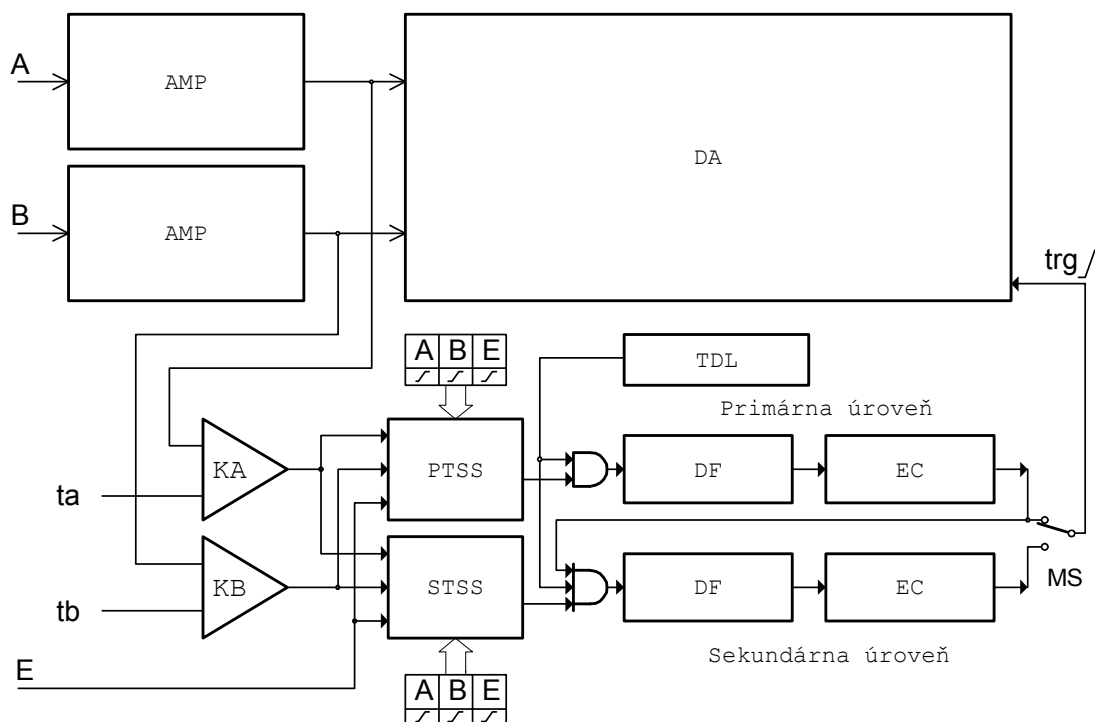 A
AMP
DA
B
AMP
trg
A B E
TDL
Primárna úroveň
KA
PTSS
DF
EC
ta
KB
STSS
DF
EC
MS
tb
Sekundárna úroveň
E
A B E